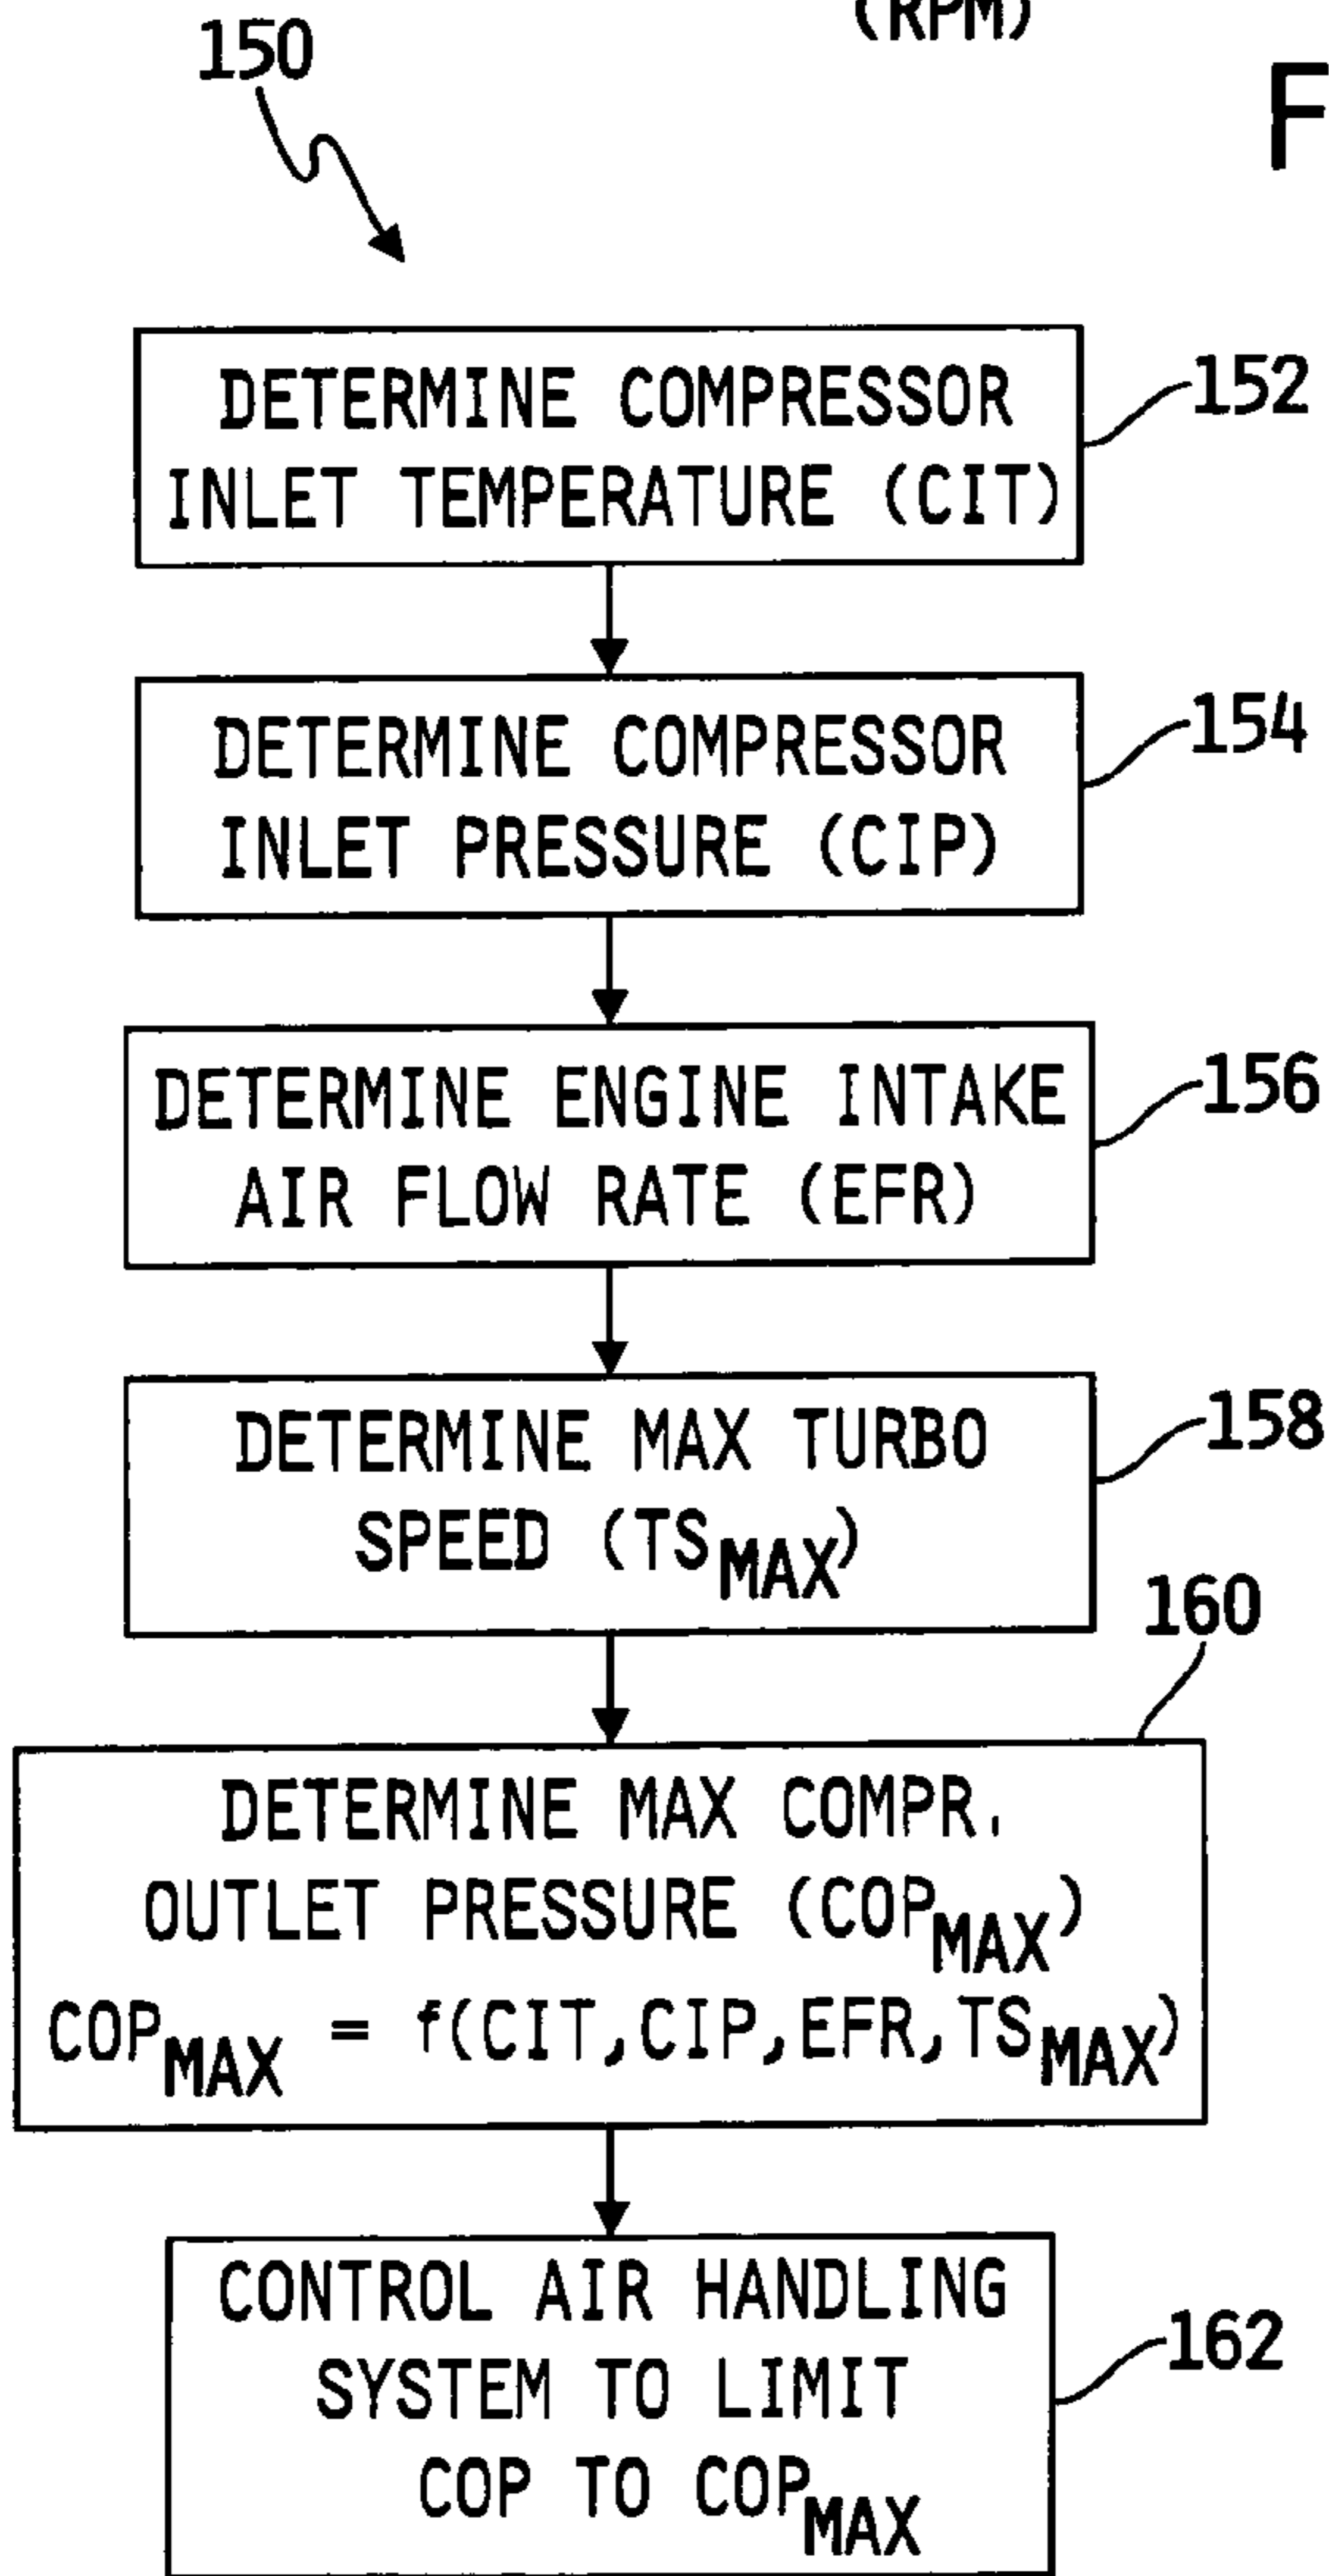 (RPM)
150
F
DETERMINE COMPRESSOR
INLET TEMPERATURE (CIT)
152
DETERMINE COMPRESSOR
INLET PRESSURE (CIP)
154
DETERMINE ENGINE INTAKE
AIR FLOW RATE (EFR)
156
DETERMINE MAX TURBO
SPEED (TSMAX)
158
160
DETERMINE MAX COMPR.
OUTLET PRESSURE (COPMAX)
COPMAX = f(CIT,CIP,EFR,TSMAX)
CONTROL AIR HANDLING
SYSTEM TO LIMIT
COP TO COPMAX
162